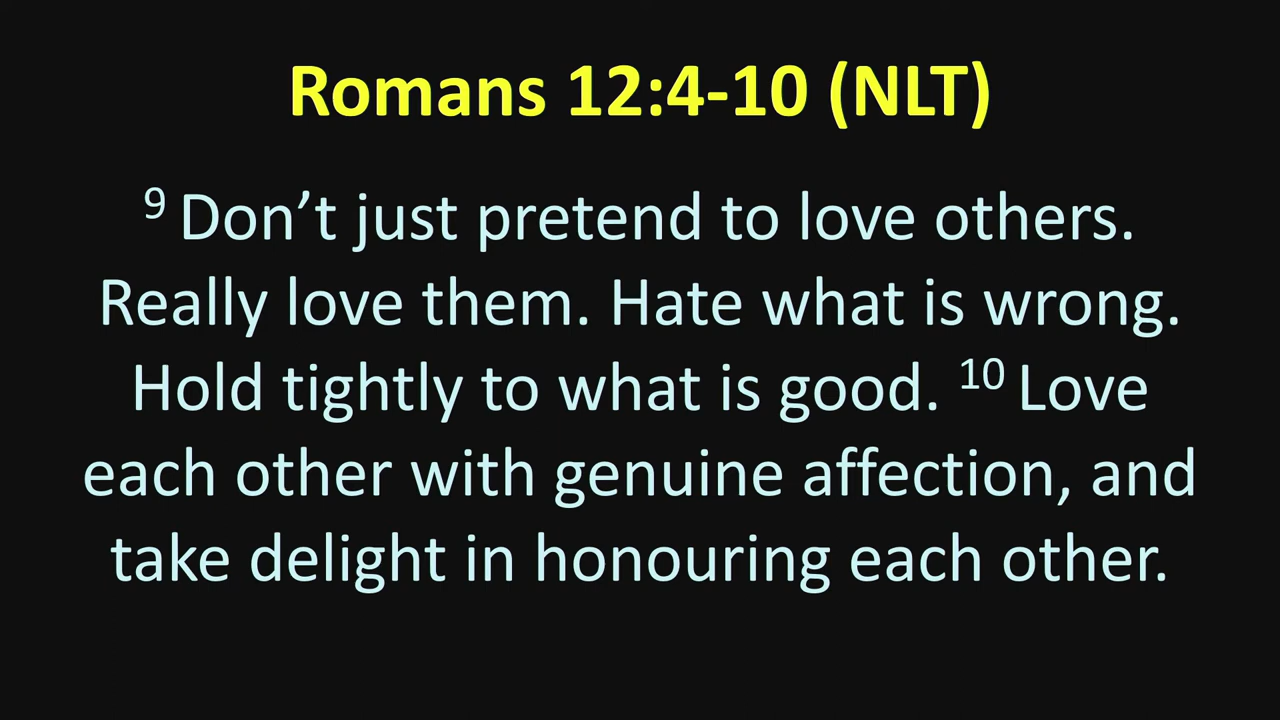 Romans 12:4-10 (NLT)
9 Don’t just pretend to love others.
Really love them. Hate what is wrong.
Hold tightly to what is good. 10 Love
each other with genuine affection, and
take delight in honouring each other.